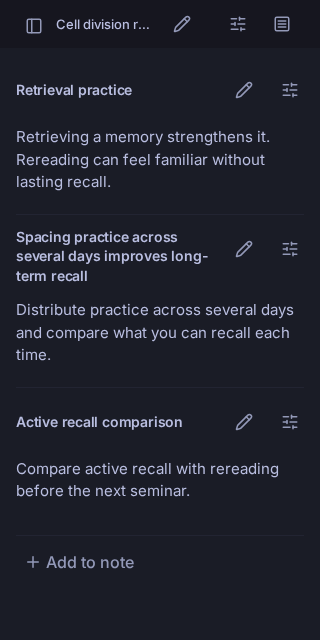 Cell division r...
Retrieval practice
Retrieving a memory strengthens it.
Rereading can feel familiar without
lasting recall.
Spacing practice across
several days improves long-
term recall
Distribute practice across several days
and compare what you can recall each
time.
Active recall comparison
Compare active recall with rereading
before the next seminar.
Add to note